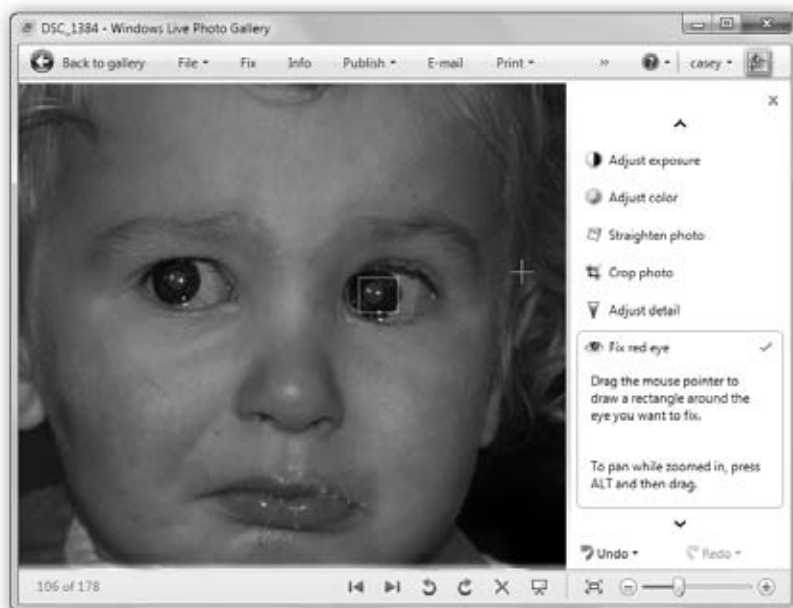 DSC_1384 - Windows Live Photo Gallery
Back to gallery File Fix Info Publish E-mail Print » ? casey
Adjust exposure
Adjust color
Straighten photo
Crop photo
Adjust detail
Fix red eye
Drag the mouse pointer to
draw a rectangle around the
eye you want to fix.
To pan while zoomed in, press
ALT and then drag.
Undo Redo
106 of 178